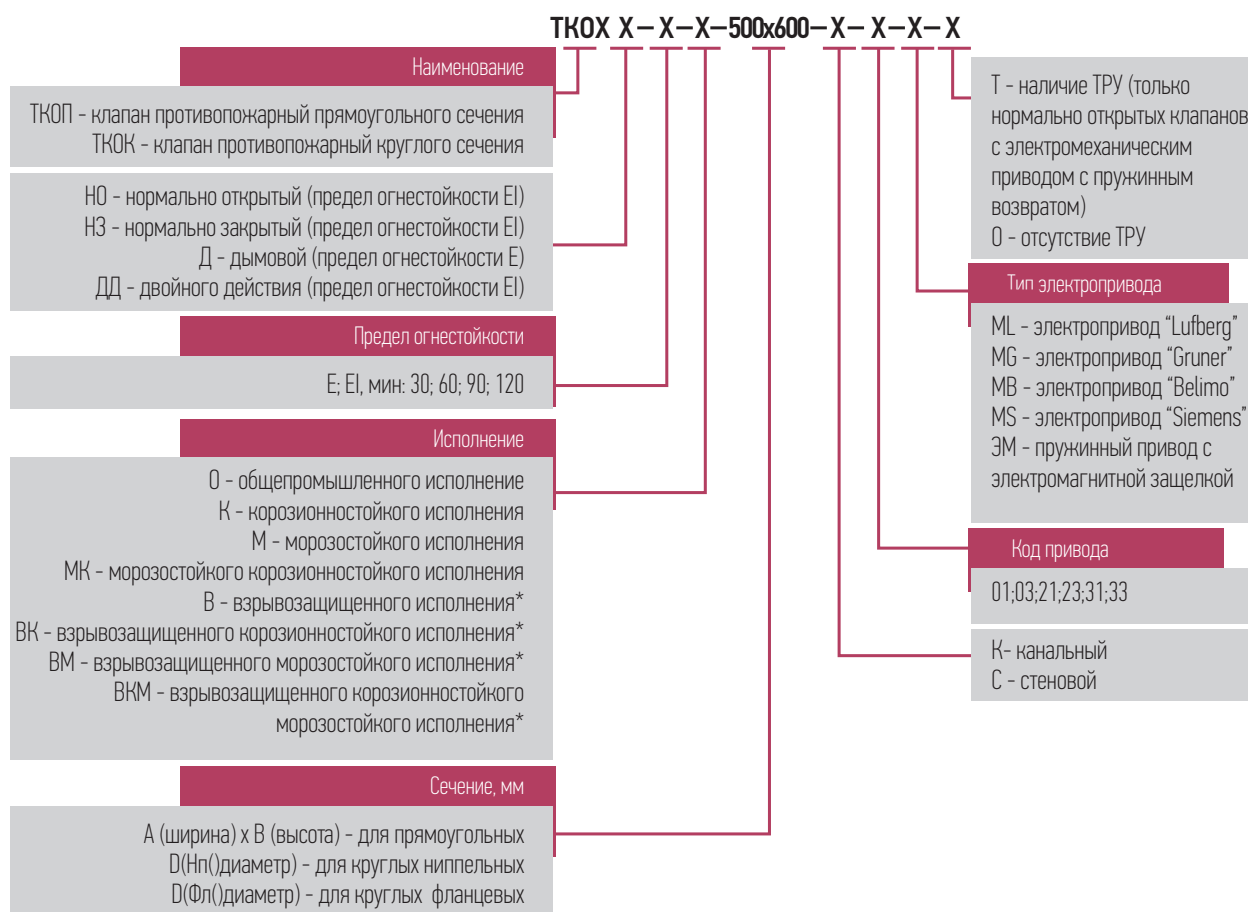 ТКОХ Х–Х–Х–500х600–Х–Х–Х–Х
Наименование
ТКОП - клапан противопожарный прямоугольного сечения
ТКОК - клапан противопожарный круглого сечения
НО - нормально открытый (предел огнестойкости EI)
НЗ - нормально закрытый (предел огнестойкости EI)
Д - дымовой (предел огнестойкости E)
ДД - двойного действия (предел огнестойкости EI)
Предел огнестойкости
E; EI, мин: 30; 60; 90; 120
Исполнение
О - общепромышленного исполнение
К - корозионностойкого исполнения
М - морозостойкого исполнения
МК - морозостойкого корозионностойкого исполнения
В - взрывозащищенного исполнения*
ВК - взрывозащищенного корозионностойкого исполнения*
ВМ - взрывозащищенного морозостойкого исполнения*
ВКМ - взрывозащищенного корозионностойкого
морозостойкого исполнения*
Сечение, мм
А (ширина) х В (высота) - для прямоугольных
D(Нп()диаметр) - для круглых ниппельных
D(Фл()диаметр) - для круглых фланцевых
Т - наличие ТРУ (только
нормально открытых клапанов
с электромеханическим
приводом с пружинным
возвратом)
О - отсутствие ТРУ
Тип электропривода
ML - электропривод “Lufberg”
MG - электропривод “Gruner”
MB - электропривод “Belimo”
MS - электропривод “Siemens”
ЭМ - пружинный привод с
электромагнитной защелкой
Код привода
01;03;21;23;31;33
К- канальный
С - стеновой